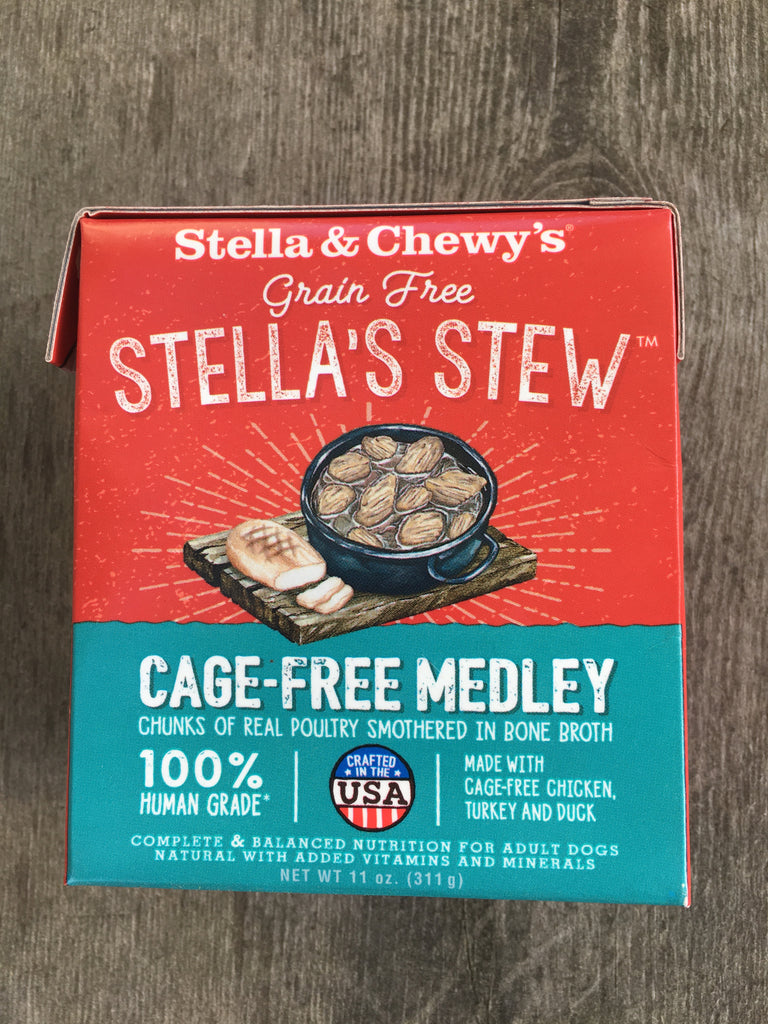 Stella & Chewy's®
Grain Free
STELLA'S STEW™
CAGE-FREE MEDLEY
CHUNKS OF REAL POULTRY SMOTHERED IN BONE BROTH
100%
HUMAN GRADE*
CRAFTED
IN THE
USA
MADE WITH
CAGE-FREE CHICKEN,
TURKEY AND DUCK
COMPLETE & BALANCED NUTRITION FOR ADULT DOGS
NATURAL WITH ADDED VITAMINS AND MINERALS
NET WT 11 oz. (311 g)